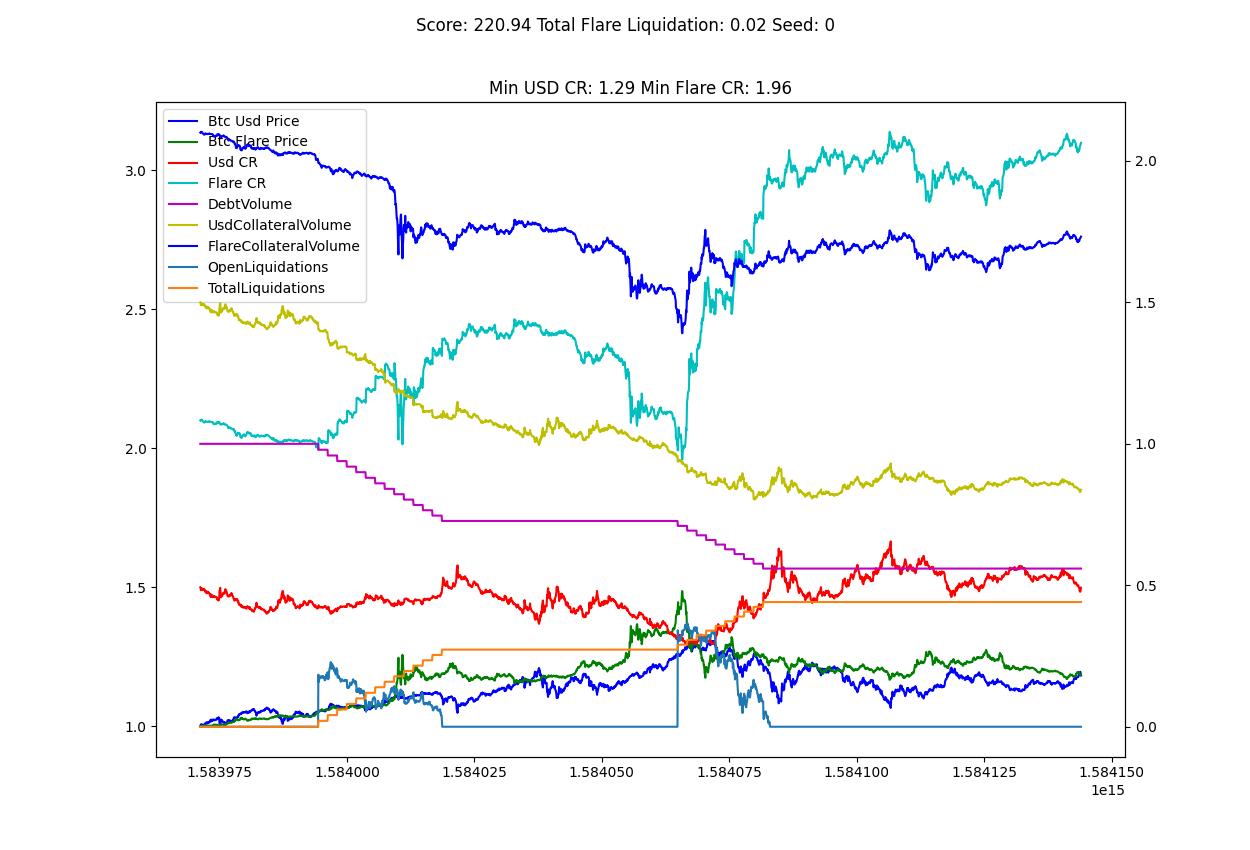 Score: 220.94 Total Flare Liquidation: 0.02 Seed: 0
Min USD CR: 1.29 Min Flare CR: 1.96
Btc Usd Price
Btc Flare Price
Usd CR
Flare CR
DebtVolume
UsdCollateralVolume
FlareCollateralVolume
OpenLiquidations
TotalLiquidations
3.0
2.5
2.0
1.5
1.0
2.0
1.5
1.0
0.5
0.0
1.583975 1.584000 1.584025 1.584050 1.584075 1.584100 1.584125 1.584150
1e15